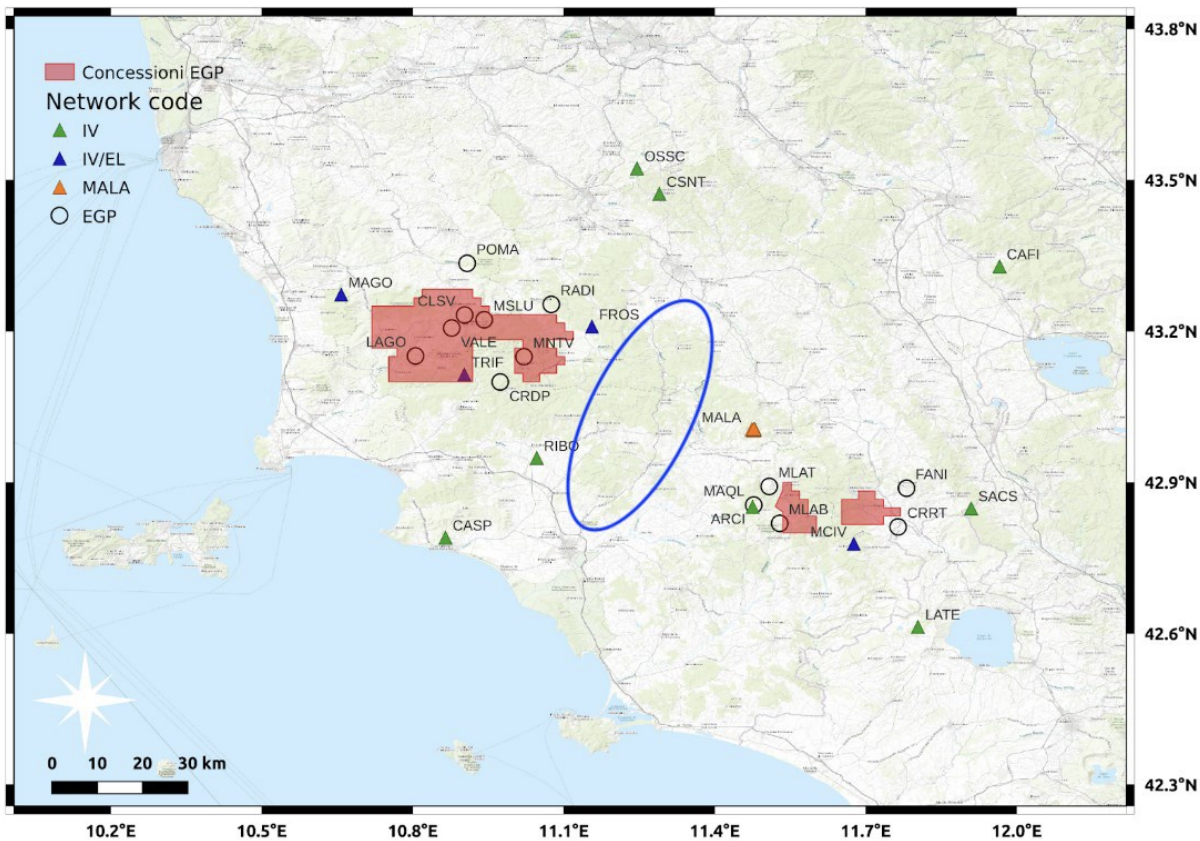 43.8°N
Concessioni EGP
Network code
IV
IV/EL
MALA
EGP
OSSC
CSNT
43.5°N
POMA
CAFI
MAGO
RADI
CLSV
MSLU
FROS
43.2°N
LAGO
VALE
MNTV
TRIF
CRDP
MALA
RIBO
MLAT
FANI
42.9°N
MAQL
SACS
MLAB
CRRT
ARCI
CASP
MCIV
LATE
42.6°N
0 10 20 30 km
42.3°N
10.2°E 10.5°E 10.8°E 11.1°E 11.4°E 11.7°E 12.0°E